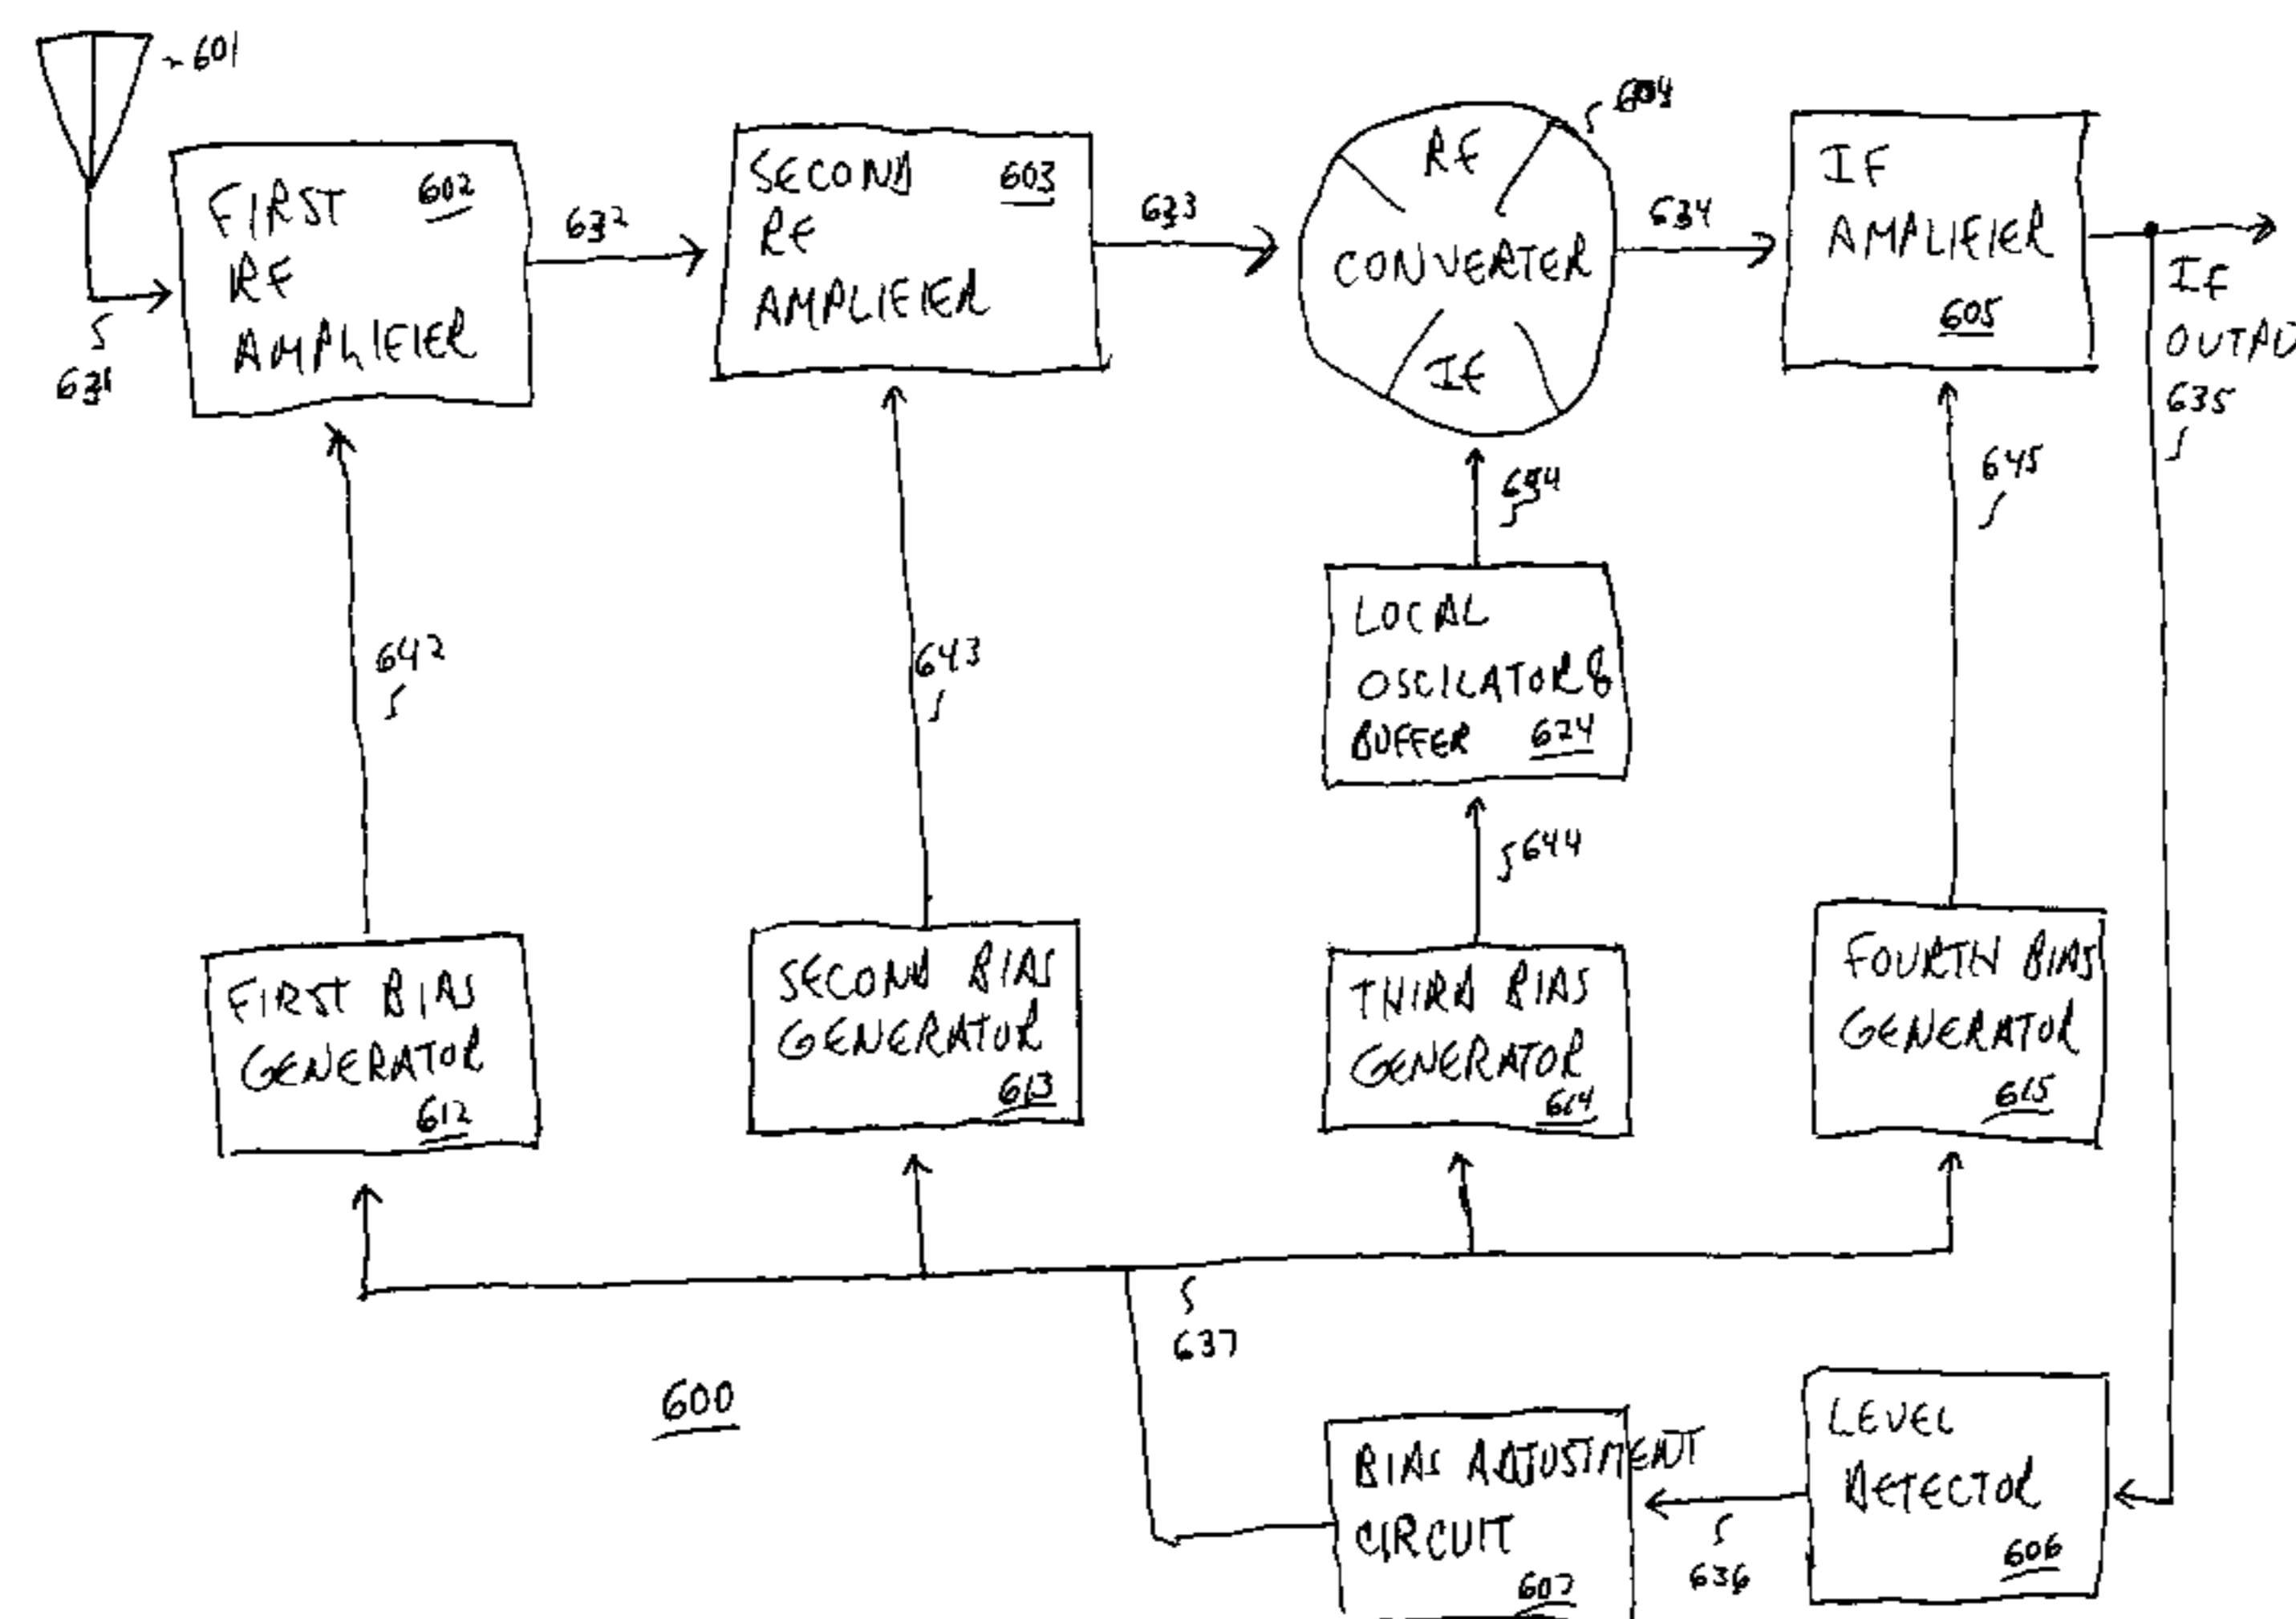 601
FIRST 602
RF
AMPLIFIER
631
632
SECOND 603
RF
AMPLIFIER
633
604
RF
CONVERTER
IF
634
IF
AMPLIFIER
605
IF
OUTPU
635
642
643
654
LOCAL
OSCILATOR &
BUFFER 624
644
645
FIRST BIAS
GENERATOR
612
SECOND BIAS
GENERATOR
613
THIRD BIAS
GENERATOR
614
FOURTH BIAS
GENERATOR
615
637
600
BIAS ADJUSTMENT
CIRCUIT
607
636
LEVEL
DETECTOR
606